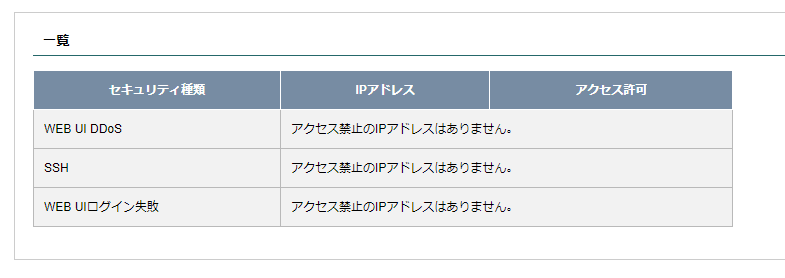 一覧
セキュリティ種類 IPアドレス アクセス許可
WEB UI DDoS アクセス禁止のIPアドレスはありません。
SSH アクセス禁止のIPアドレスはありません。
WEB UIログイン失敗 アクセス禁止のIPアドレスはありません。